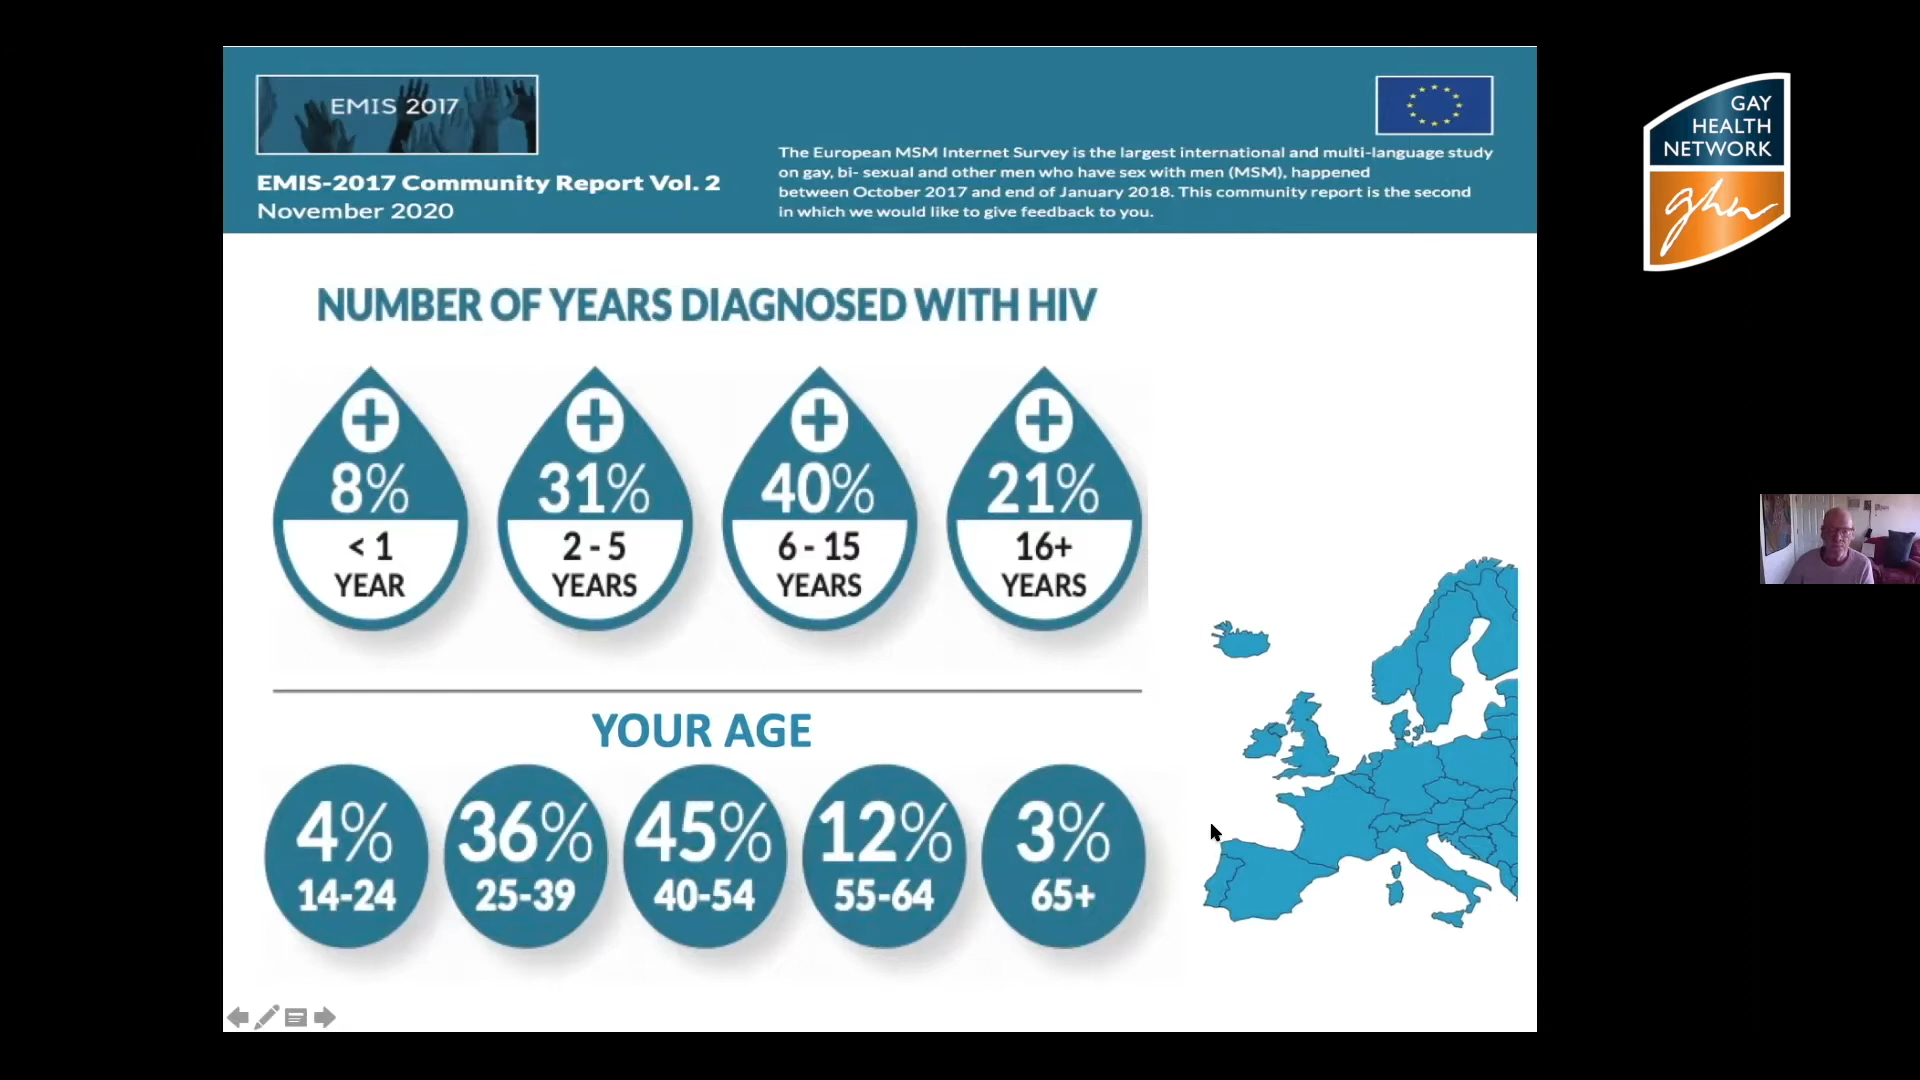 EMIS 2017
EMIS-2017 Community Report Vol. 2
November 2020
The European MSM Internet Survey is the largest international and multi-language study
on gay, bi- sexual and other men who have sex with men (MSM), happened
between October 2017 and end of January 2018. This community report is the second
in which we would like to give feedback to you.
GAY
HEALTH
NETWORK
ghn
NUMBER OF YEARS DIAGNOSED WITH HIV
8%
< 1
YEAR
31%
2 - 5
YEARS
40%
6 - 15
YEARS
21%
16+
YEARS
YOUR AGE
4%
14-24
36%
25-39
45%
40-54
12%
55-64
3%
65+